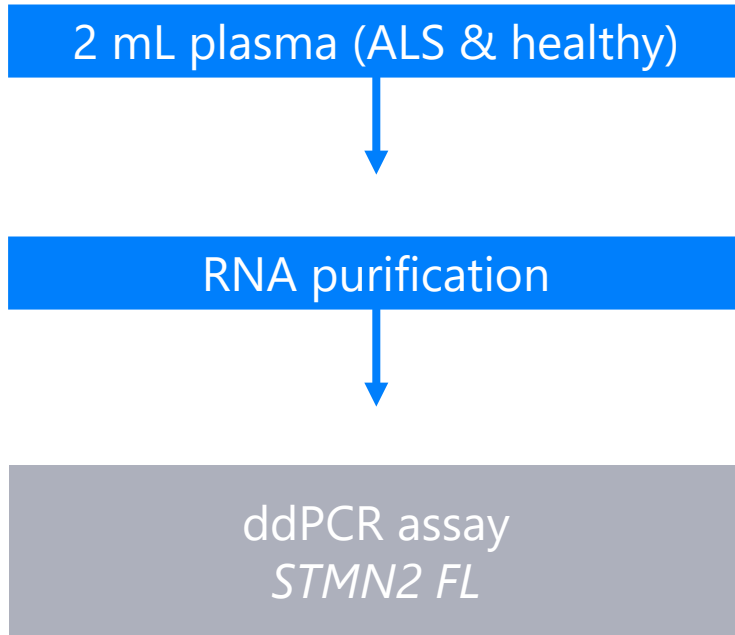 2 mL plasma (ALS & healthy)
RNA purification
ddPCR assay
STMN2 FL